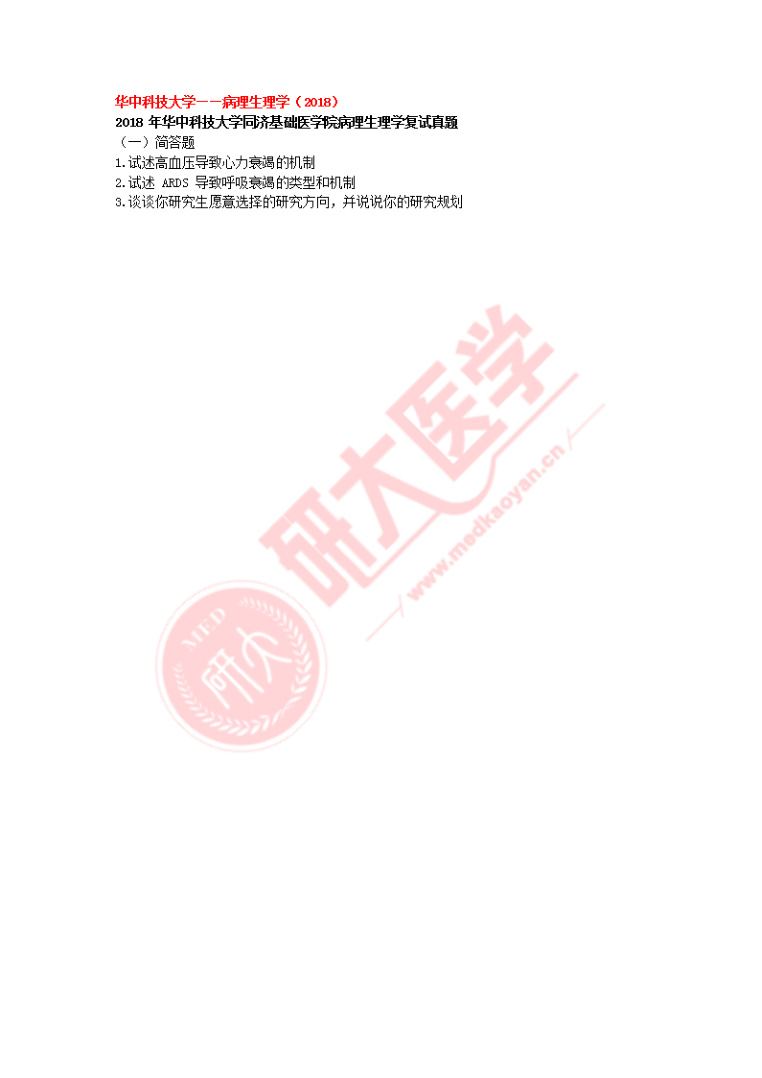 华中科技大学——病理生理学（2018）
2018 年华中科技大学同济基础医学院病理生理学复试真题
（一）简答题
1.试述高血压导致心力衰竭的机制
2.试述 ARDS 导致呼吸衰竭的类型和机制
3.谈谈你研究生愿意选择的研究方向，并说说你的研究规划
研大医学
www.medkaoyan.cn
MED
研大